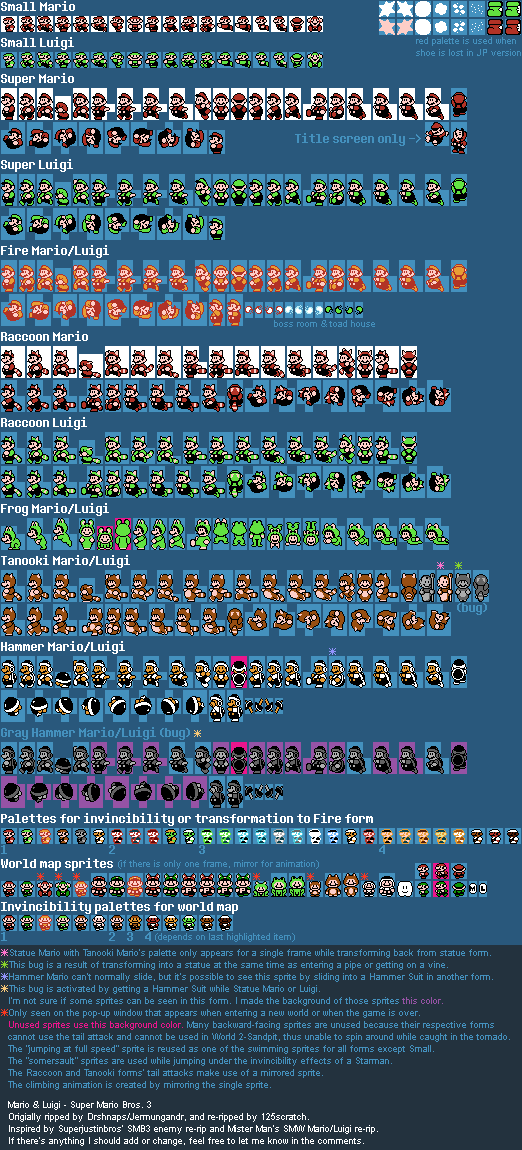 Small Mario
Small Luigi
red palette is used when
shoe is lost in JP version
Super Mario
Title screen only ->
Super Luigi
Fire Mario/Luigi
boss room & toad house
Raccoon Mario
Raccoon Luigi
Frog Mario/Luigi
Tanooki Mario/Luigi
(bug)
Hammer Mario/Luigi
Gray Hammer Mario/Luigi (bug)
Palettes for invincibility or transformation to Fire form
1 2 3 4
World map sprites (if there is only one frame, mirror for animation)
Invincibility palettes for world map
1 2 3 4 (depends on last highlighted item)
Statue Mario with Tanooki Mario's palette only appears for a single frame while transforming back from statue form.
This bug is a result of transforming into a statue at the same time as entering a pipe or getting on a vine.
Hammer Mario can't normally slide, but it's possible to see this sprite by sliding into a Hammer Suit in another form.
This bug is activated by getting a Hammer Suit while Statue Mario or Luigi.
I'm not sure if some sprites can be seen in this form. I made the background of those sprites this color.
Only seen on the pop-up window that appears when entering a new world or when the game is over.
Unused sprites use this background color. Many backward-facing sprites are unused because their respective forms
cannot use the tail attack and cannot be used in World 2-Sandpit, thus unable to spin around while caught in the tornado.
The "jumping at full speed" sprite is reused as one of the swimming sprites for all forms except Small.
The "somersault" sprites are used while jumping under the invincibility effects of a Starman.
The Raccoon and Tanooki forms' tail attacks make use of a mirrored sprite.
The climbing animation is created by mirroring the single sprite.
Mario & Luigi - Super Mario Bros. 3
Origially ripped by Drshnaps/Jermungandr, and re-ripped by 125scratch.
Inspired by Superjustinbros' SMB3 enemy re-rip and Mister Man's SMW Mario/Luigi re-rip.
If there's anything I should add or change, feel free to let me know in the comments.